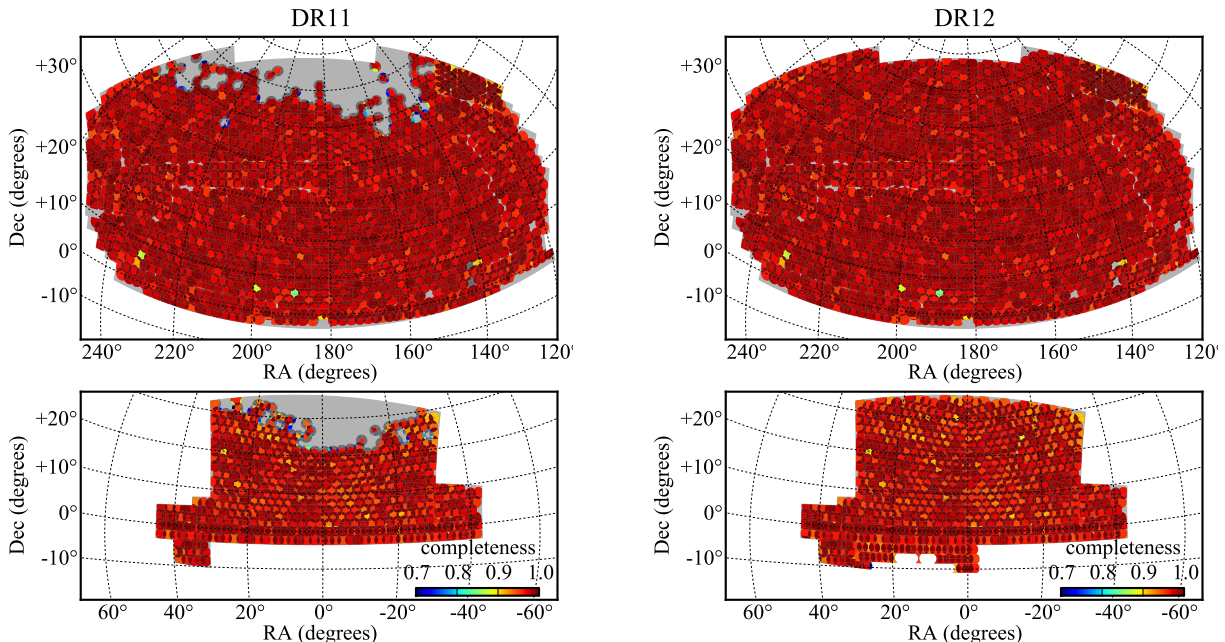 DR11
DR12
+30°
+20°
+10°
0°
-10°
Dec (degrees)
240° 220° 200° 180° 160° 140° 120°
RA (degrees)
+30°
+20°
+10°
0°
-10°
Dec (degrees)
240° 220° 200° 180° 160° 140° 120°
RA (degrees)
+20°
+10°
0°
-10°
Dec (degrees)
completeness
0.7 0.8 0.9 1.0
60° 40° 20° 0° -20° -40° -60°
RA (degrees)
+20°
+10°
0°
-10°
Dec (degrees)
completeness
0.7 0.8 0.9 1.0
60° 40° 20° 0° -20° -40° -60°
RA (degrees)